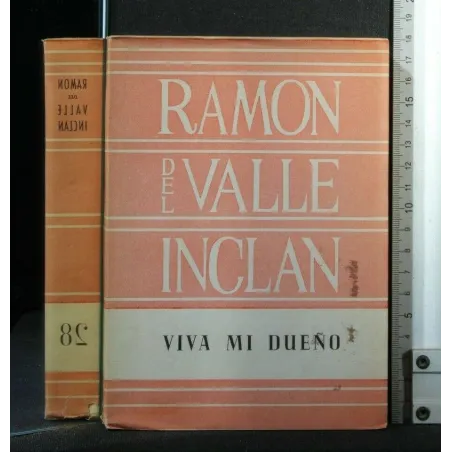 RAMON
DEL VALLE
INCLAN
VIVA MI DUEÑO
RAMON
DEL
VALLE
INCLAN
28